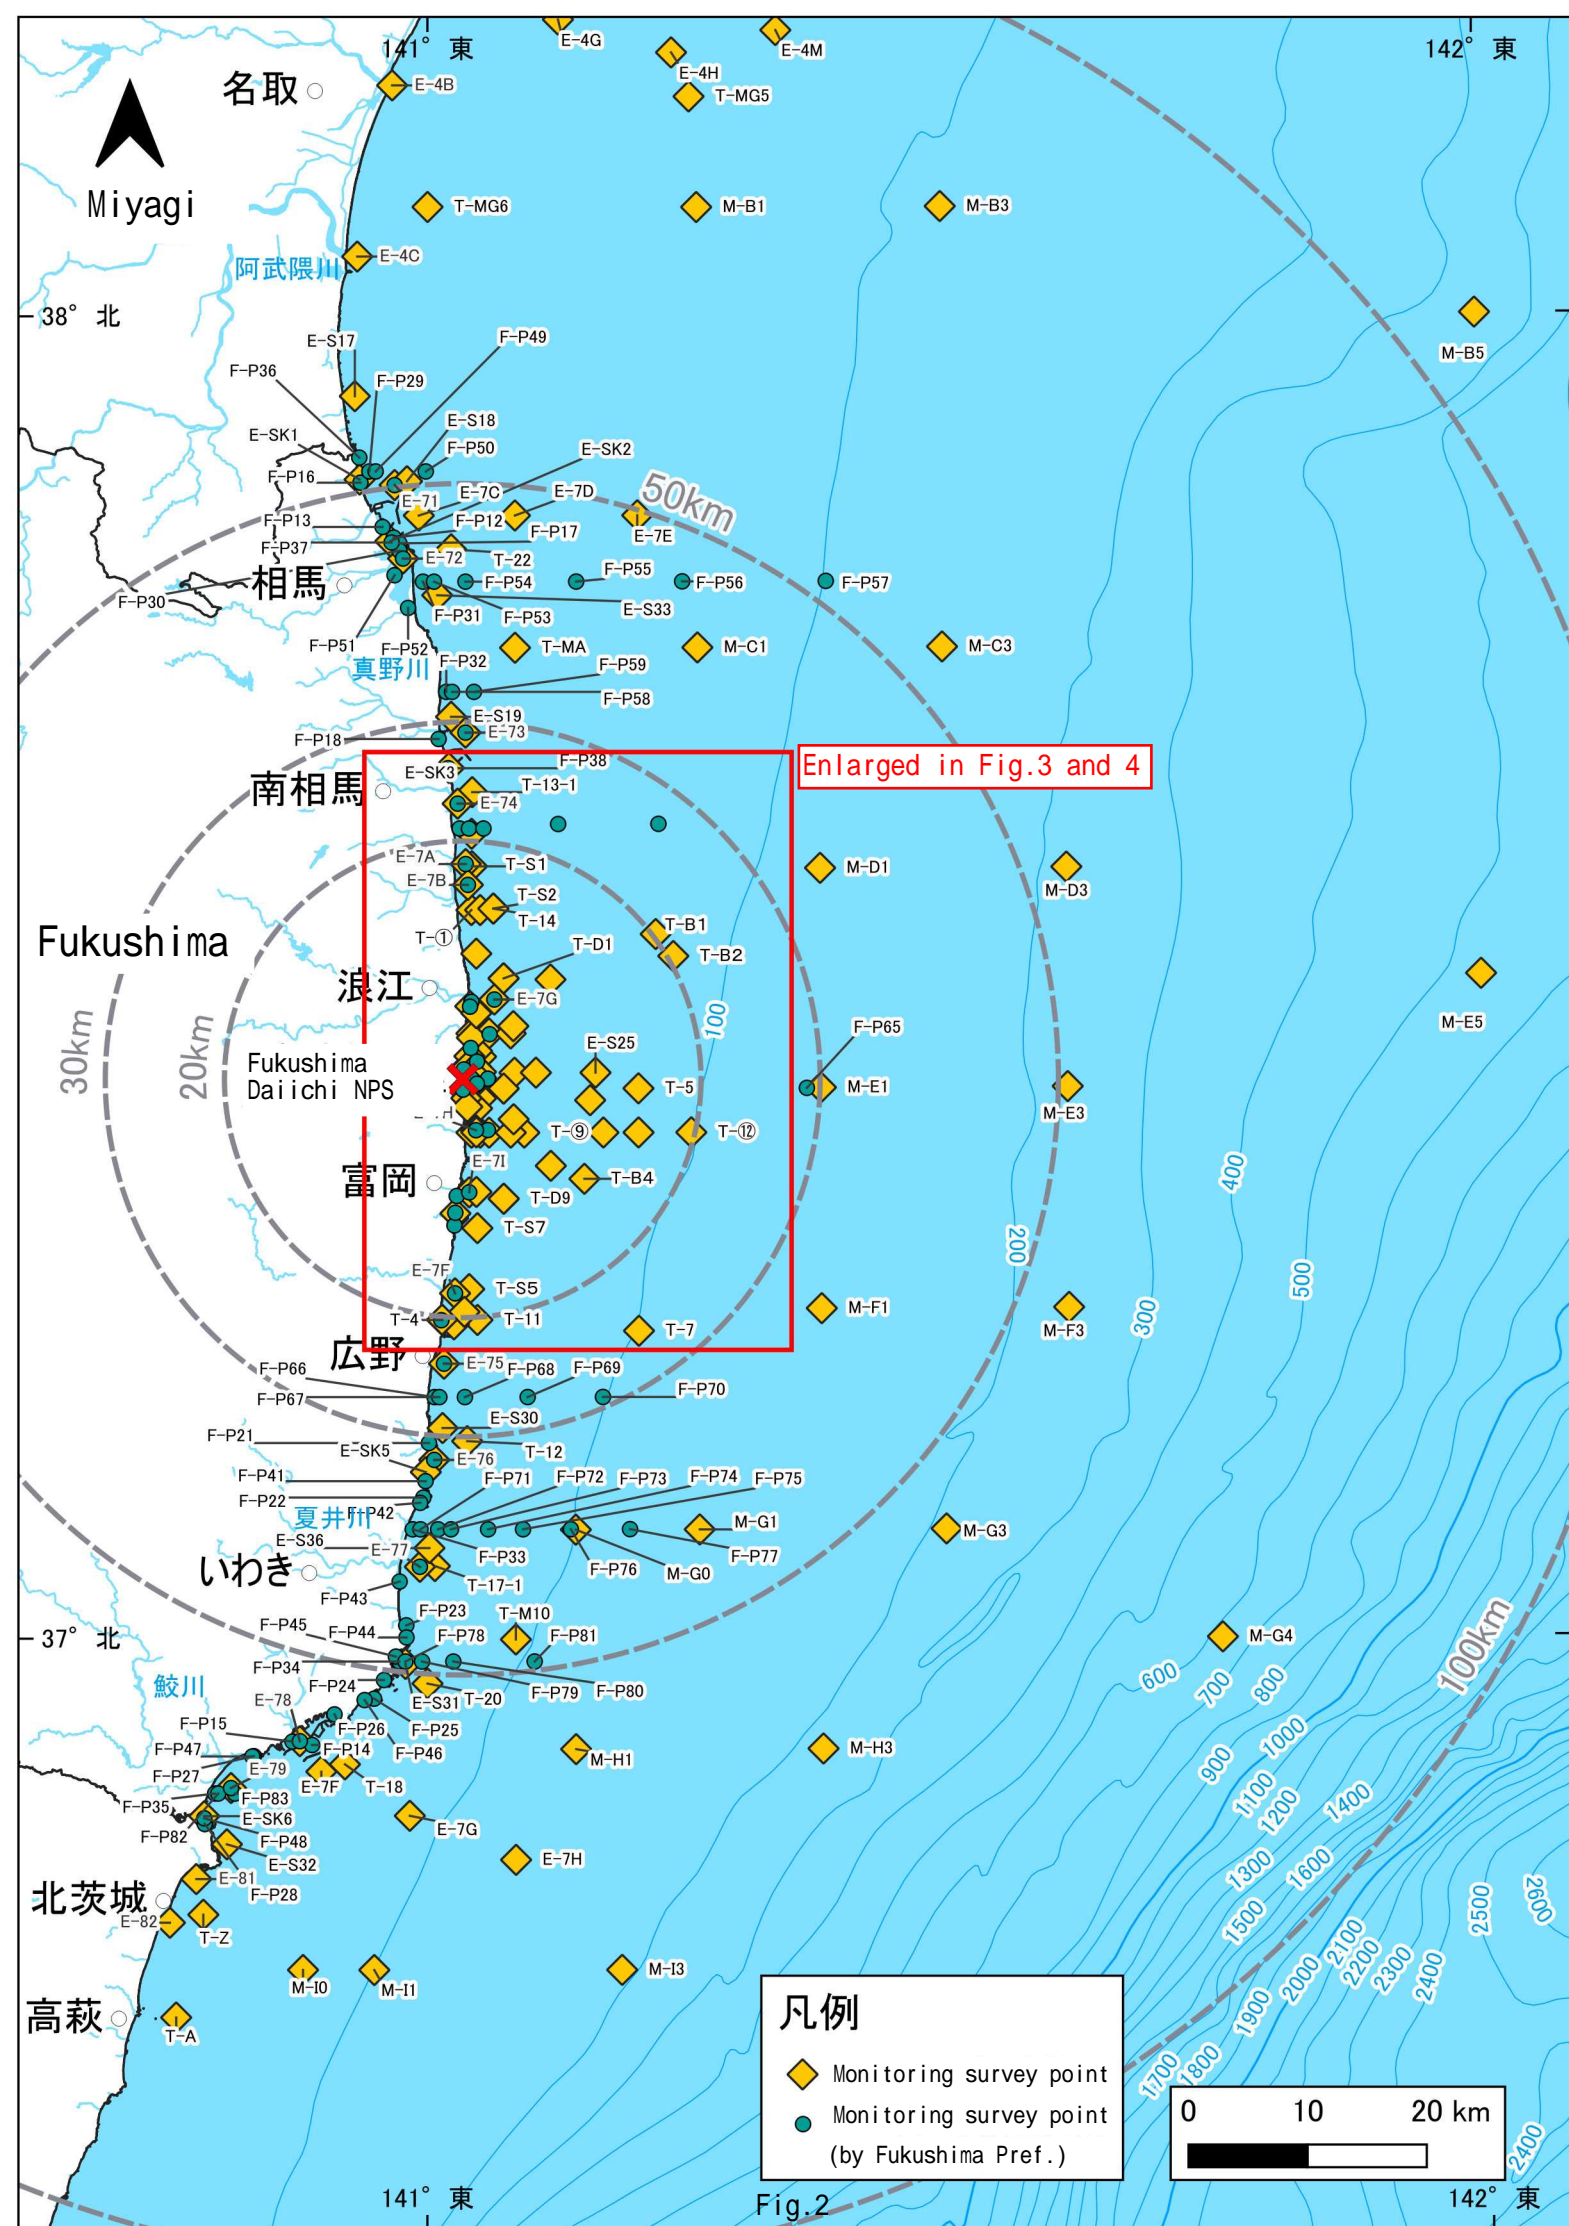 141° 東
142° 東
E-4G
E-4M
E-4H
名取
E-4B
T-MG5
Miyagi
T-MG6
M-B1
M-B3
E-4C
阿武隈川
38° 北
E-S17
F-P49
M-B5
F-P36
F-P29
E-SK1
E-S18
F-P50
E-SK2
F-P16
50km
E-71
E-7C
E-7D
F-P13
F-P12
F-P17
E-7E
F-P37
E-72
T-22
相馬
F-P54
F-P55
F-P56
F-P57
F-P30
F-P31
F-P53
E-S33
F-P51
F-P52
T-MA
M-C1
M-C3
真野川
F-P32
F-P59
F-P58
E-S19
E-73
F-P18
F-P38
Enlarged in Fig.3 and 4
E-SK3
南相馬
T-13-1
E-74
E-7A
T-S1
M-D1
M-D3
E-7B
T-S2
T-14
T-①
T-B1
Fukushima
T-D1
T-B2
浪江
E-7G
M-E5
100
F-P65
30km
20km
Fukushima
Daiichi NPS
E-S25
T-5
M-E1
M-E3
T-⑨
T-⑫
富岡
E-7I
T-B4
400
T-D9
T-S7
200
500
E-7F
T-S5
300
T-4
T-11
T-7
M-F1
M-F3
広野
E-75
F-P66
F-P68
F-P69
F-P67
F-P70
E-S30
F-P21
E-SK5
T-12
E-76
F-P41
F-P71
F-P72
F-P73
F-P74
F-P75
F-P22
F-P42
夏井川
M-G1
M-G3
E-S36
E-77
F-P33
F-P76
M-G0
F-P77
いわき
T-17-1
F-P43
F-P23
F-P45
F-P44
T-M10
37° 北
F-P78
F-P81
M-G4
F-P34
F-P79
F-P80
100km
600
700
800
鮫川
F-P24
E-S31
T-20
E-78
F-P15
F-P26
F-P25
F-P47
F-P14
F-P46
M-H1
M-H3
900
1000
F-P27
E-79
E-7F
T-18
1100
1200
1400
F-P35
F-P83
E-SK6
E-7G
F-P82
F-P48
E-S32
E-7H
1300
1600
E-81
F-P28
北茨城
E-82
T-Z
1500
2500
2600
2100
2200
2300
2400
M-I0
M-I1
M-I3
2000
1900
高萩
T-A
1800
1700
凡例
Monitoring survey point
Monitoring survey point
(by Fukushima Pref.)
0 10 20 km
2400
141° 東
142° 東
Fig.2